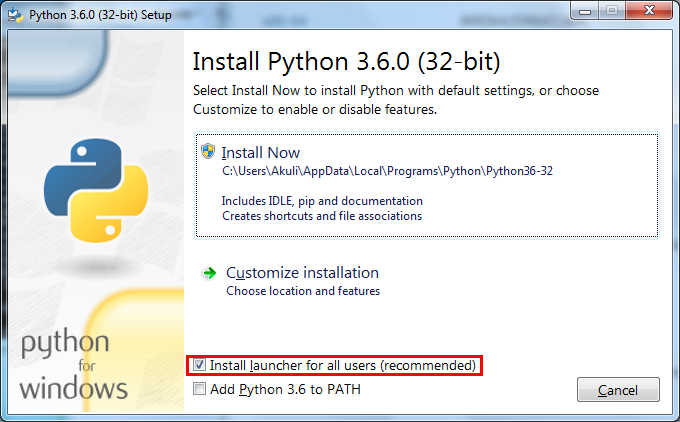 Python 3.6.0 (32-bit) Setup
Install Python 3.6.0 (32-bit)
Select Install Now to install Python with default settings, or choose
Customize to enable or disable features.
Install Now
C:\Users\Akuli\AppData\Local\Programs\Python\Python36-32
Includes IDLE, pip and documentation
Creates shortcuts and file associations
Customize installation
Choose location and features
python
for
windows
Install launcher for all users (recommended)
Add Python 3.6 to PATH
Cancel